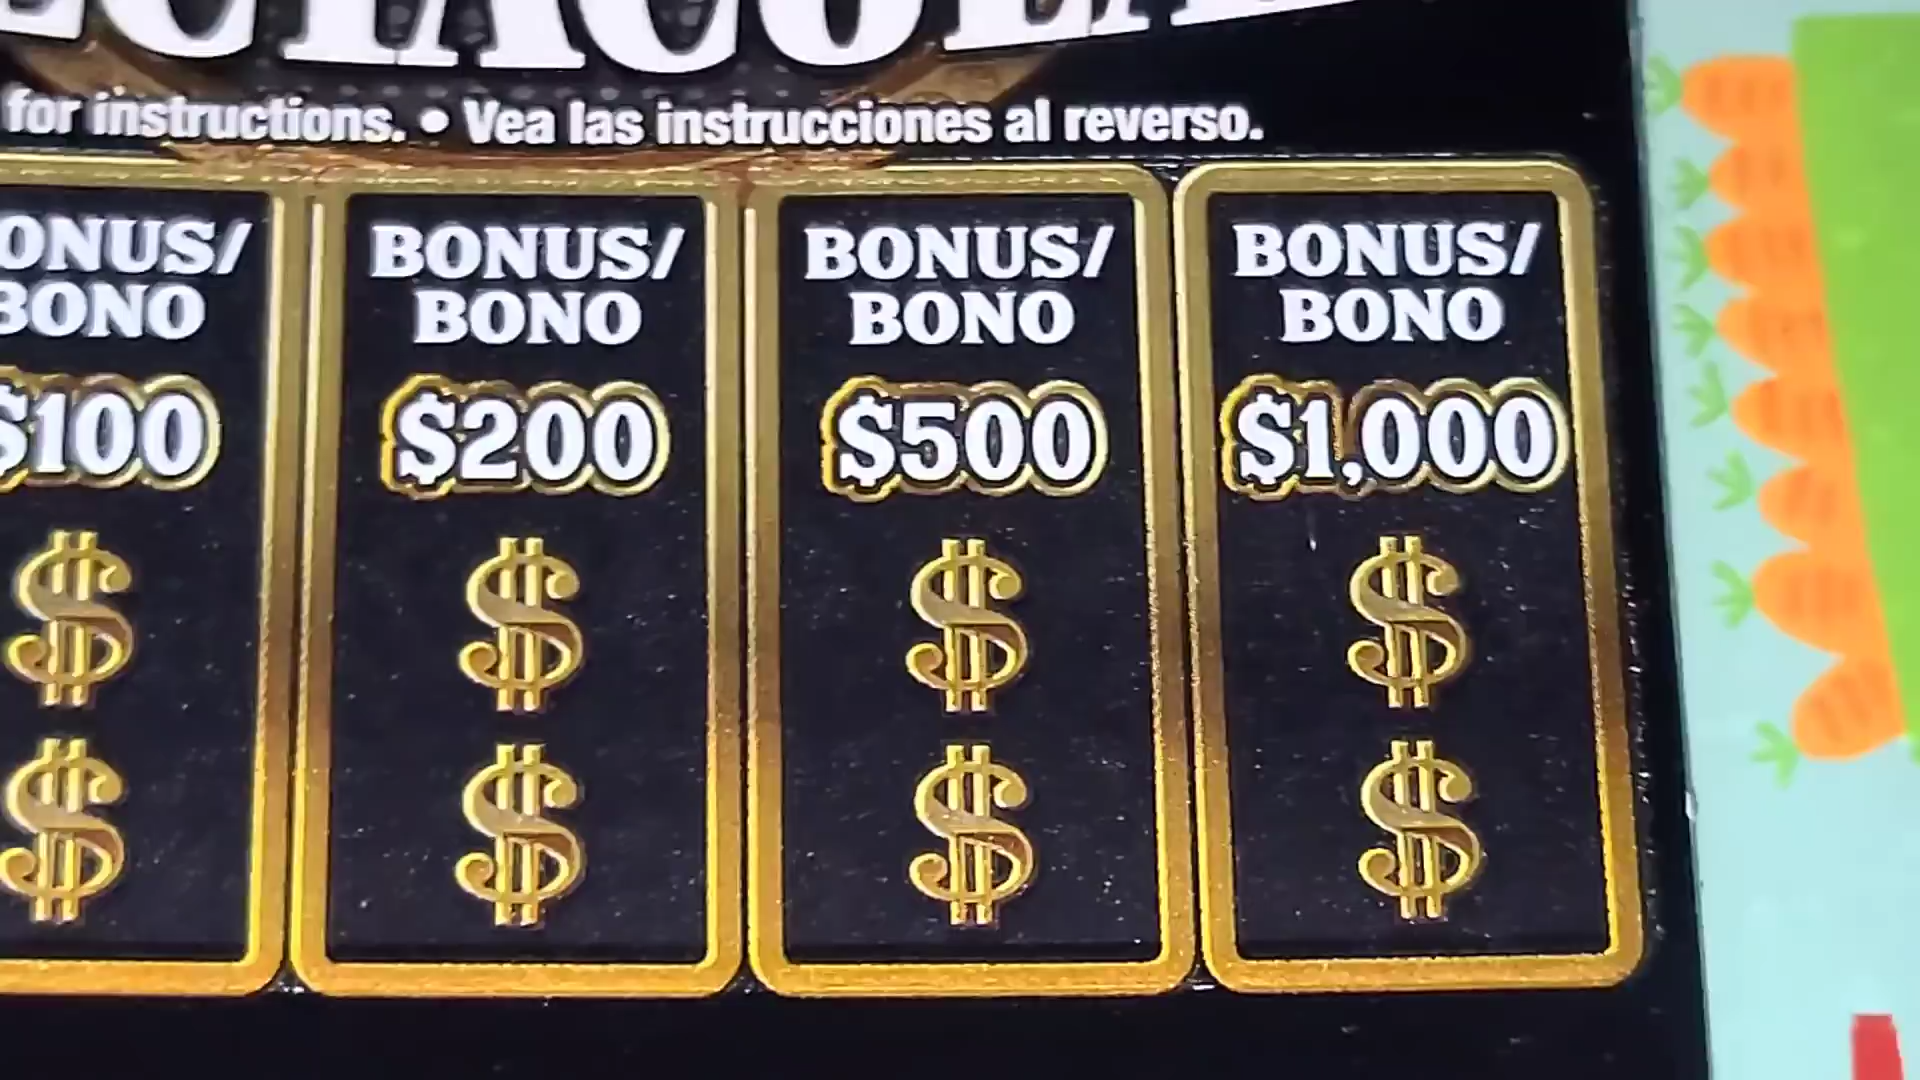 for instructions. • Vea las instrucciones al reverso.
BONUS/
BONO
$100
$
$
BONUS/
BONO
$200
$
$
BONUS/
BONO
$500
$
$
BONUS/
BONO
$1,000
$
$